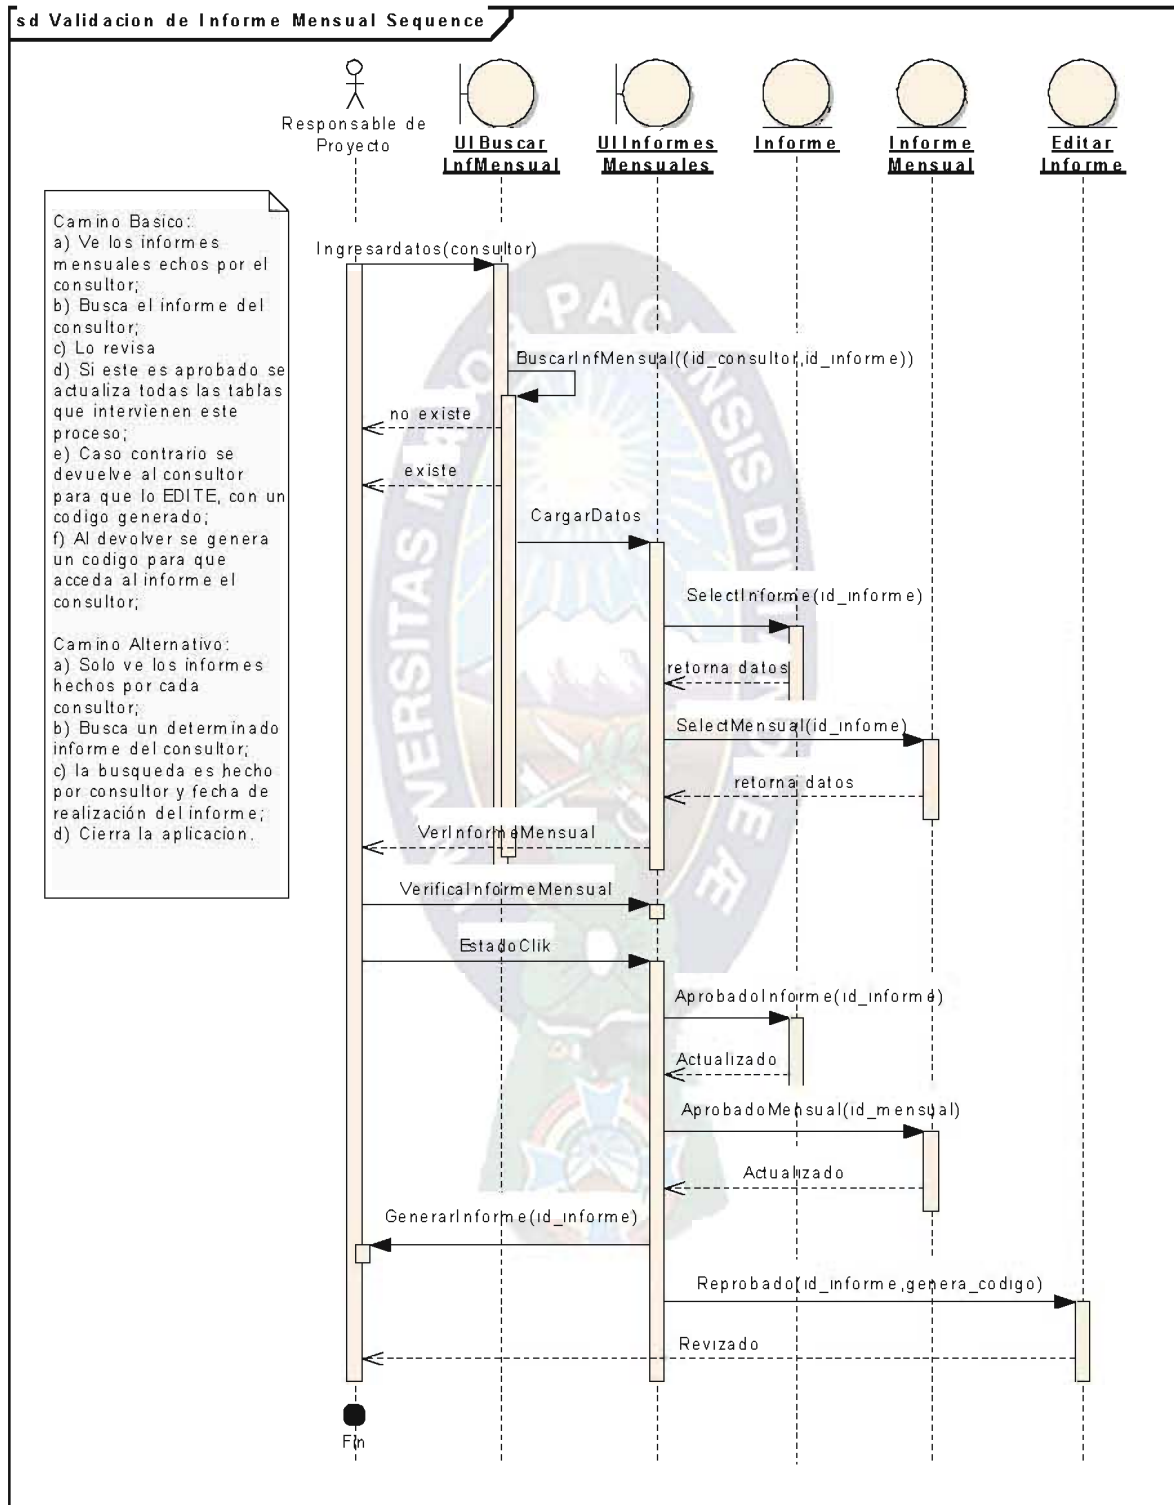 sd Validacion de Informe Mensual Sequence
Responsable de
Proyecto
UIBuscar
InfMensual
UIInformes
Mensuales
Informe
Informe
Mensual
Editar
Informe
Camino Basico:
a) Ve los informes
mensuales echos por el
consultor;
b) Busca el informe del
consultor;
c) Lo revisa
d) Si este es aprobado se
actualiza todas las tablas
que intervienen este
proceso;
e) Caso contrario se
devuelve al consultor
para que lo EDITE, con un
codigo generado;
f) Al devolver se genera
un codigo para que
acceda al informe el
consultor;
Camino Alternativo:
a) Solo ve los informes
hechos por cada
consultor;
b) Busca un determinado
informe del consultor;
c) la busqueda es hecho
por consultor y fecha de
realización del informe;
d) Cierra la aplicacion.
Ingresardatos(consultor)
BuscarInfMensual((id_consultor,id_informe))
no existe
existe
CargarDatos
SelectInforme(id_informe)
retorna datos
SelectMensual(id_infome)
retorna datos
VerInformeMensual
VerificaInformeMensual
EstadoClik
AprobadoInforme(id_informe)
Actualizado
AprobadoMensual(id_mensual)
Actualizado
GenerarInforme(id_informe)
Reprobado(id_informe,genera_codigo)
Revizado
Fin
UNIVERSITAS MAJOR PACENSIS DIVI ANDREÆ